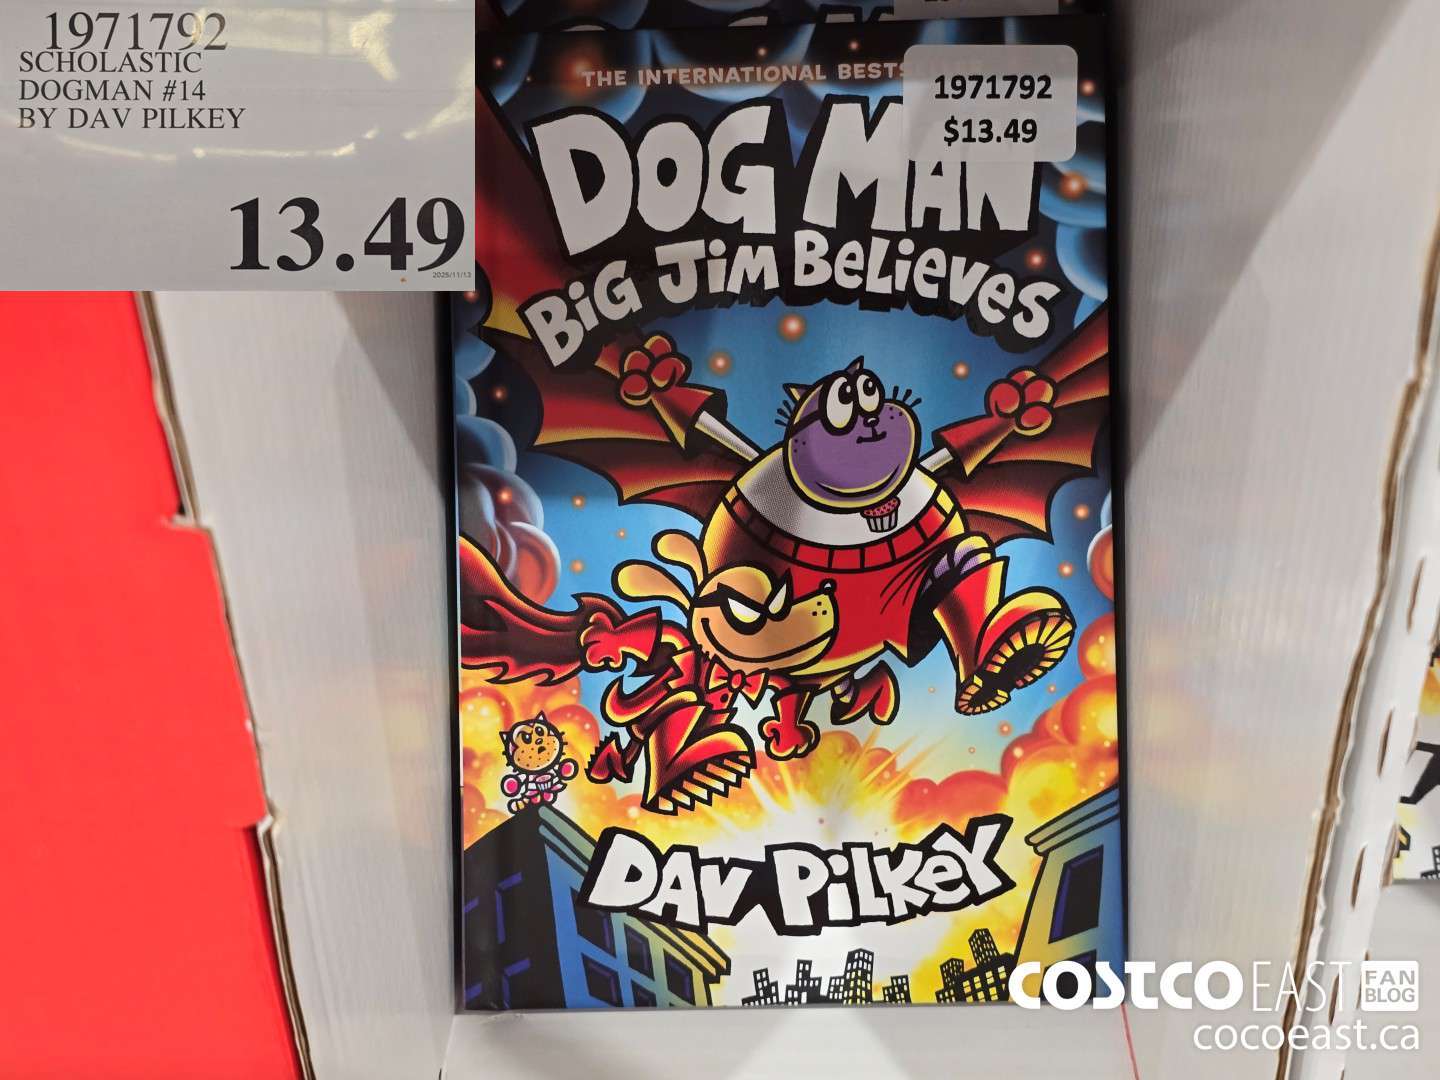 1971792
SCHOLASTIC
DOGMAN #14
BY DAV PILKEY
13.49
2025/11/13
THE INTERNATIONAL
1971792
$13.49
DOG MAN
BIG JIM BELIEVES
DAV PILKEY
COSTCO EAST FAN BLOG
cocoeast.ca